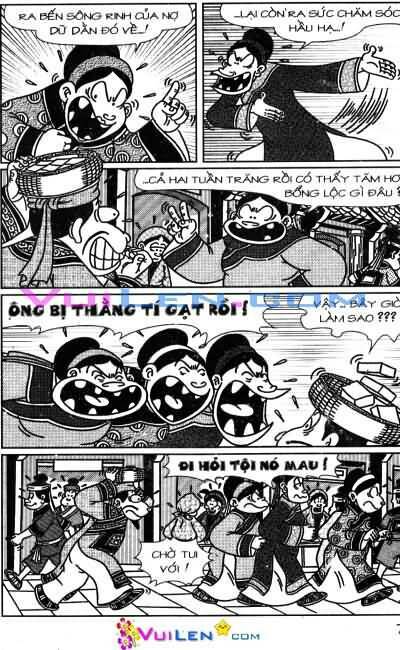 RA BẾN SÔNG RINH CỦA NỢ
DỮ DẰN ĐÓ VỀ...!
...LẠI CÒN RA SỨC CHĂM SÓC
HẦU HẠ...!
...CẢ HAI TUẦN TRĂNG RỒI CÓ THẤY TĂM HƠ
BỔNG LỘC GÌ ĐÂU ?
VUILEN.COM
ÔNG BỊ THẰNG TÍ GẠT RỒI !
VẬY.. BÂY GIỜ
LÀM SAO ???
ĐI HỎI TỘI NÓ MAU !
CHỜ TUI
VỚI !
7
VUILEN.COM